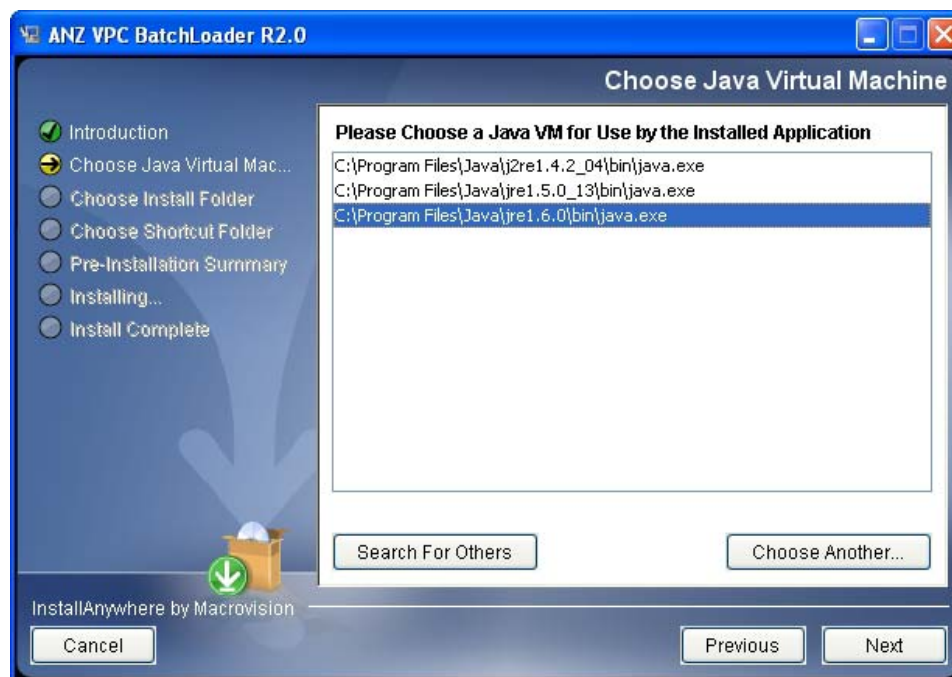 ANZ VPC BatchLoader R2.0
Choose Java Virtual Machine
Introduction
Choose Java Virtual Mac...
Choose Install Folder
Choose Shortcut Folder
Pre-Installation Summary
Installing...
Install Complete
Please Choose a Java VM for Use by the Installed Application
C:\Program Files\Java\j2re1.4.2_04\bin\java.exe
C:\Program Files\Java\jre1.5.0_13\bin\java.exe
C:\Program Files\Java\jre1.6.0\bin\java.exe
Search For Others
Choose Another...
InstallAnywhere by Macrovision
Cancel
Previous
Next